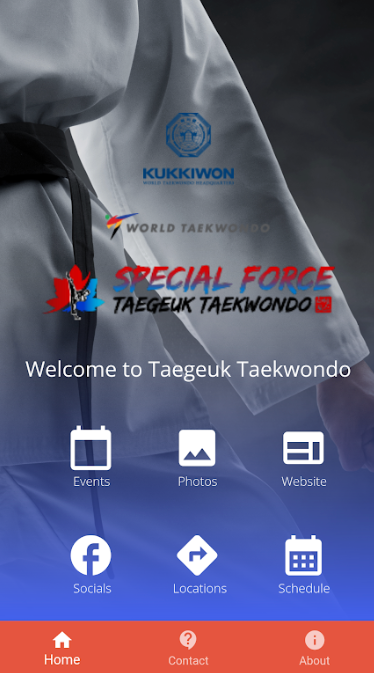 KUKKIWON
WORLD TAEKWONDO HEADQUARTERS
WORLD TAEKWONDO
SPECIAL FORCE
TAEGEUK TAEKWONDO
Welcome to Taegeuk Taekwondo
Events
Photos
Website
Socials
Locations
Schedule
Home
Contact
About